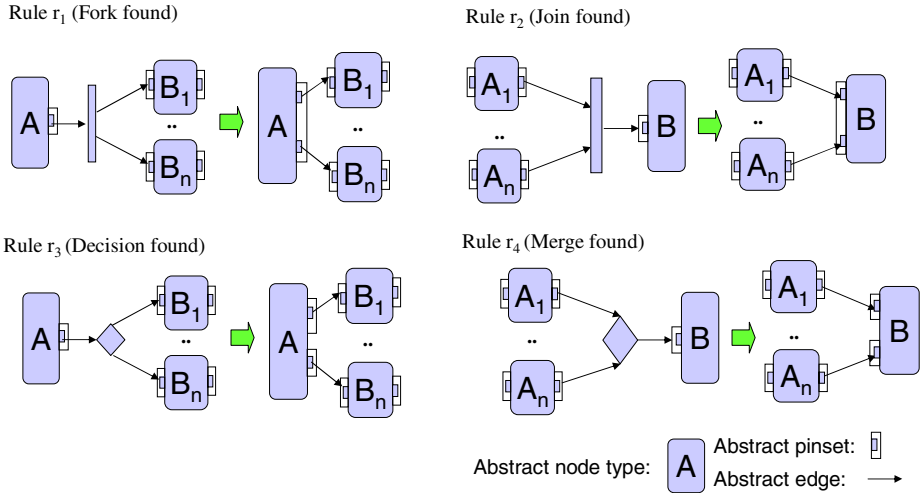 Rule r₁ (Fork found)
A
B₁
..
Bₙ
A
B₁
..
Bₙ
Rule r₂ (Join found)
A₁
..
Aₙ
B
A₁
..
Aₙ
B
Rule r₃ (Decision found)
A
B₁
..
Bₙ
A
B₁
..
Bₙ
Rule r₄ (Merge found)
A₁
..
Aₙ
B
A₁
..
Aₙ
B
Abstract node type:
A
Abstract pinset:
Abstract edge: